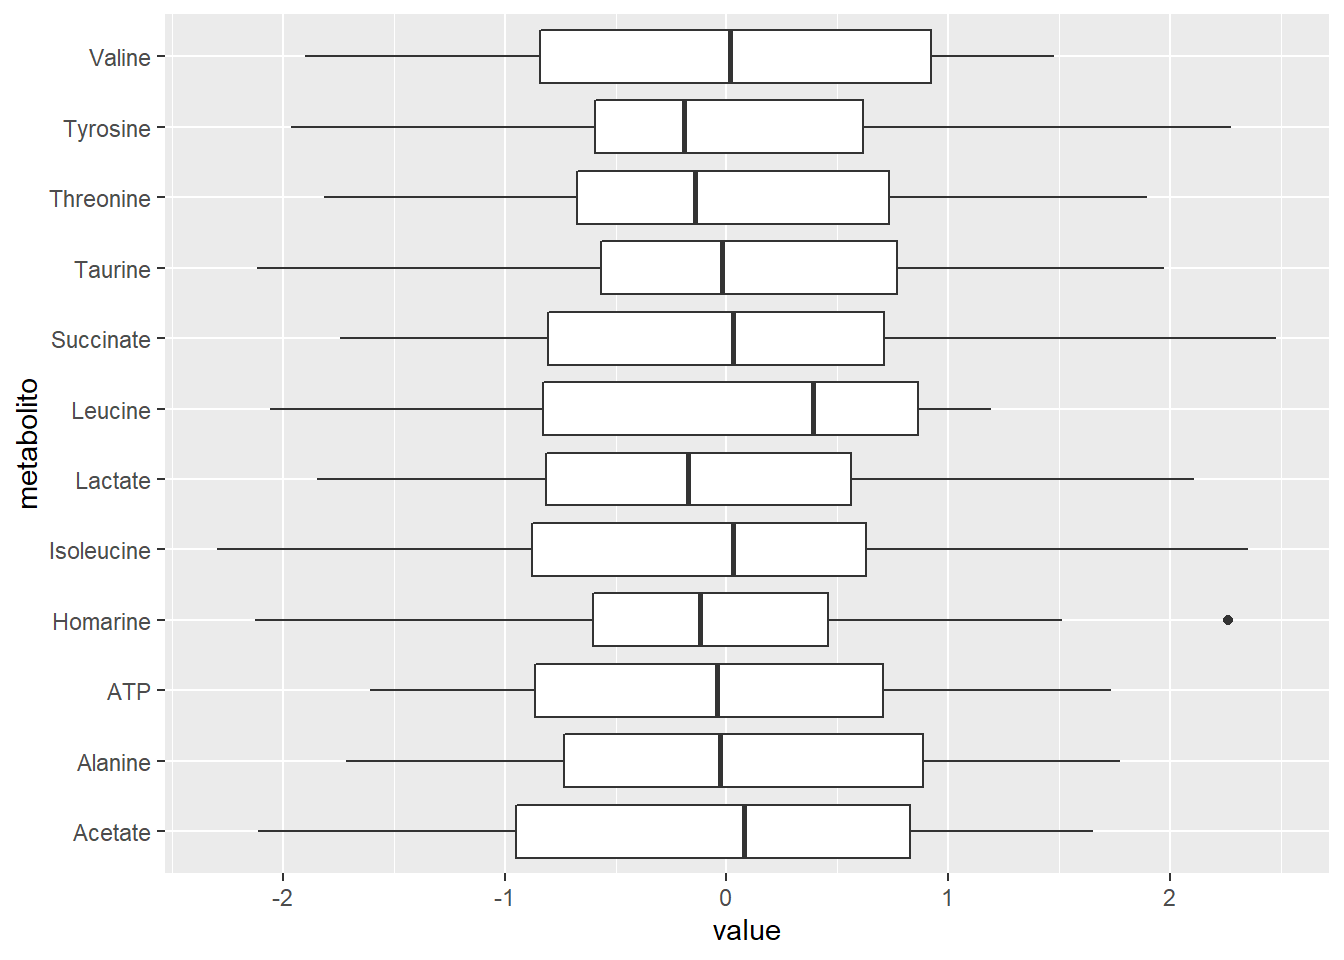 Valine
Tyrosine
Threonine
Taurine
Succinate
Leucine
Lactate
Isoleucine
Homarine
ATP
Alanine
Acetate
metabolito
-2 -1 0 1 2
value